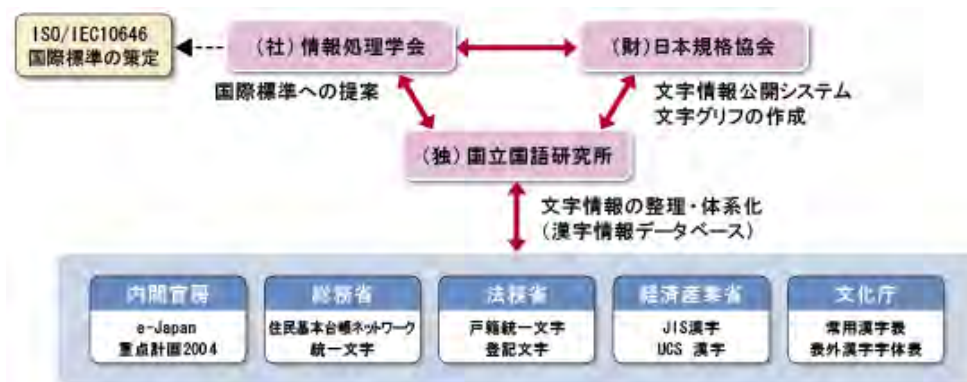 ISO/IEC10646
国際標準の策定
(社)情報処理学会
(財)日本規格協会
国際標準への提案
文字情報公開システム
文字グリフの作成
(独)国立国語研究所
文字情報の整理・体系化
(漢字情報データベース)
内閣官房
e-Japan
重点計画2004
総務省
住民基本台帳ネットワーク
統一文字
法務省
戸籍統一文字
登記文字
経済産業省
JIS漢字
UCS 漢字
文化庁
常用漢字表
表外漢字字体表